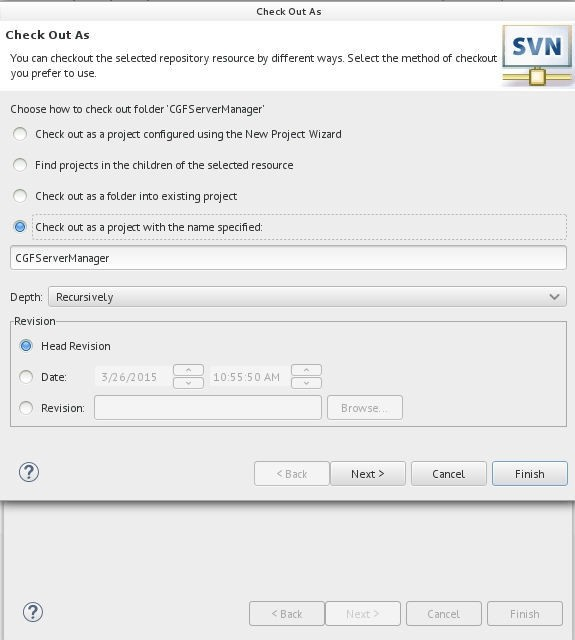 Check Out As
Check Out As
You can checkout the selected repository resource by different ways. Select the method of checkout
you prefer to use.
SVN
Choose how to check out folder 'CGFServerManager'
Check out as a project configured using the New Project Wizard
Find projects in the children of the selected resource
Check out as a folder into existing project
Check out as a project with the name specified:
CGFServerManager
Depth: Recursively
Revision
Head Revision
Date: 3/26/2015 10:55:50 AM
Revision: Browse...
? < Back Next > Cancel Finish
? < Back Next > Cancel Finish